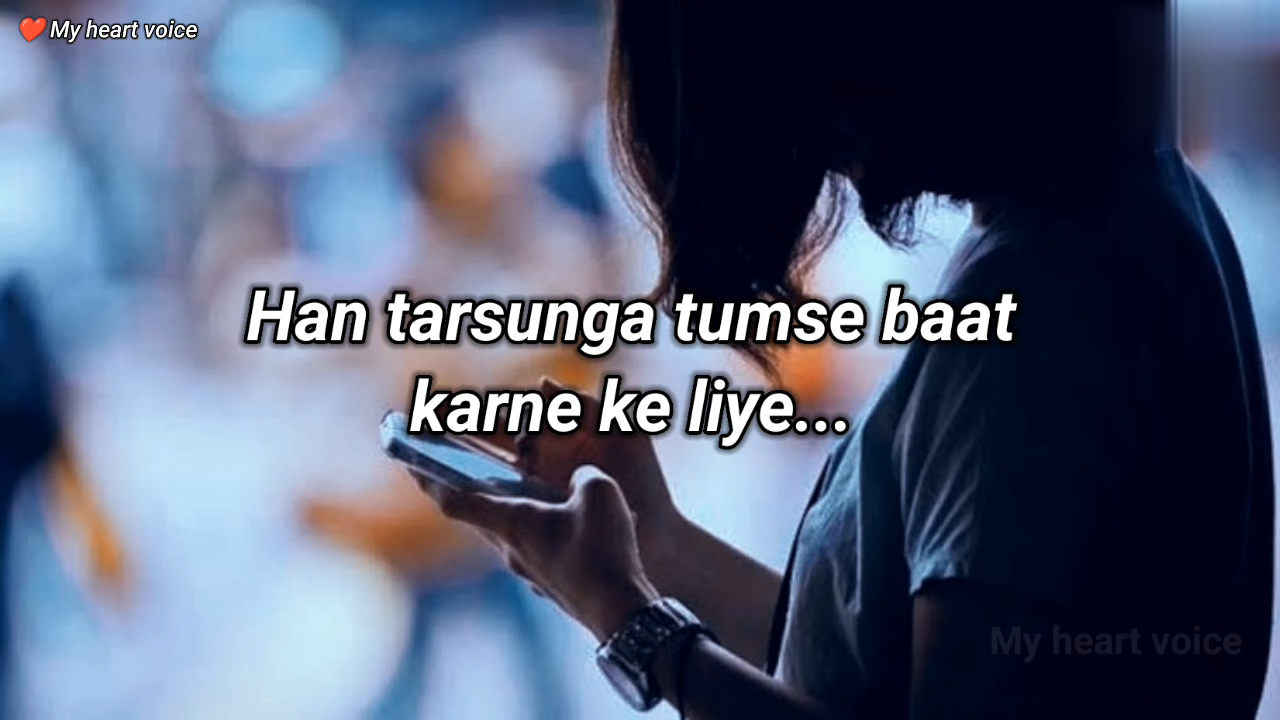 ❤️My heart voice
Han tarsunga tumse baat
karne ke liye...
My heart voice